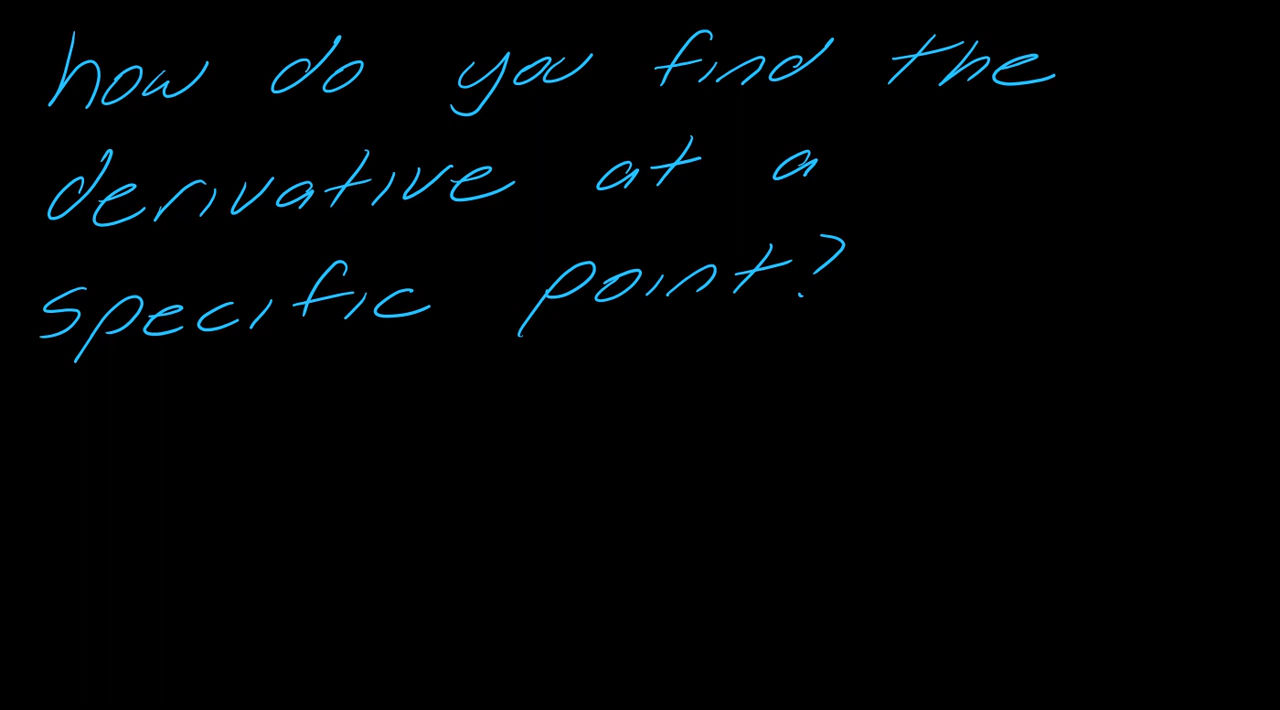 how do you find the
derivative at a
specific point?